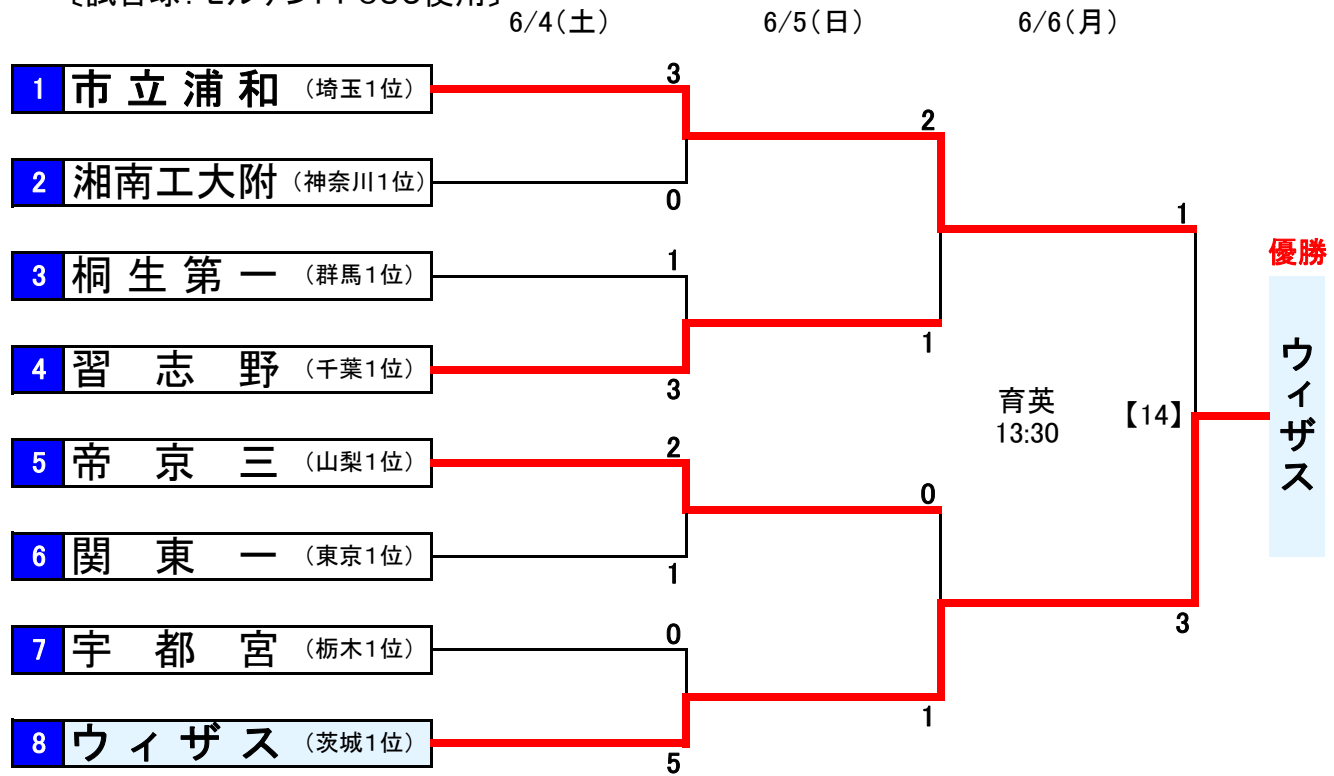 6/4(土) 6/5(日) 6/6(月)
3
1 市立浦和 (埼玉1位)
2
2 湘南工大附 (神奈川1位)
0
1
優勝
1
3 桐生第一 (群馬1位)
1
4 習志野 (千葉1位)
3
ウィザス
育英
13:30
【14】
2
5 帝京三 (山梨1位)
0
6 関東一 (東京1位)
1
3
0
7 宇都宮 (栃木1位)
1
8 ウィザス (茨城1位)
5